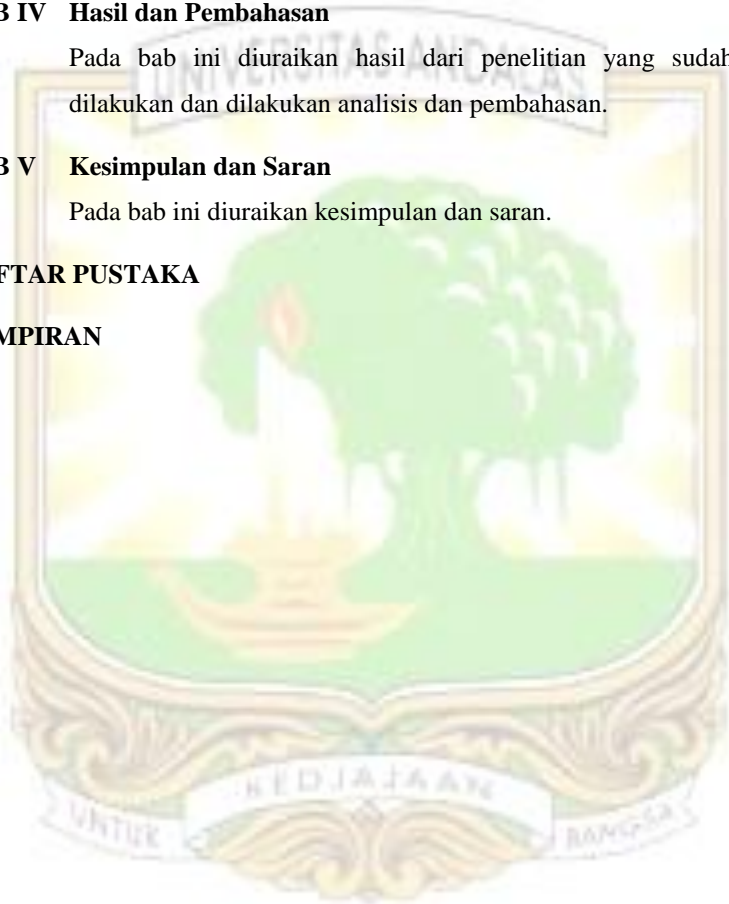 B IV Hasil dan Pembahasan
Pada bab ini diuraikan hasil dari penelitian yang sudah
dilakukan dan dilakukan analisis dan pembahasan.
B V Kesimpulan dan Saran
Pada bab ini diuraikan kesimpulan dan saran.
FTAR PUSTAKA
MPIRAN
UNIVERSITAS ANDALAS
KEDJAJAAN
UNTUK
BANGSA